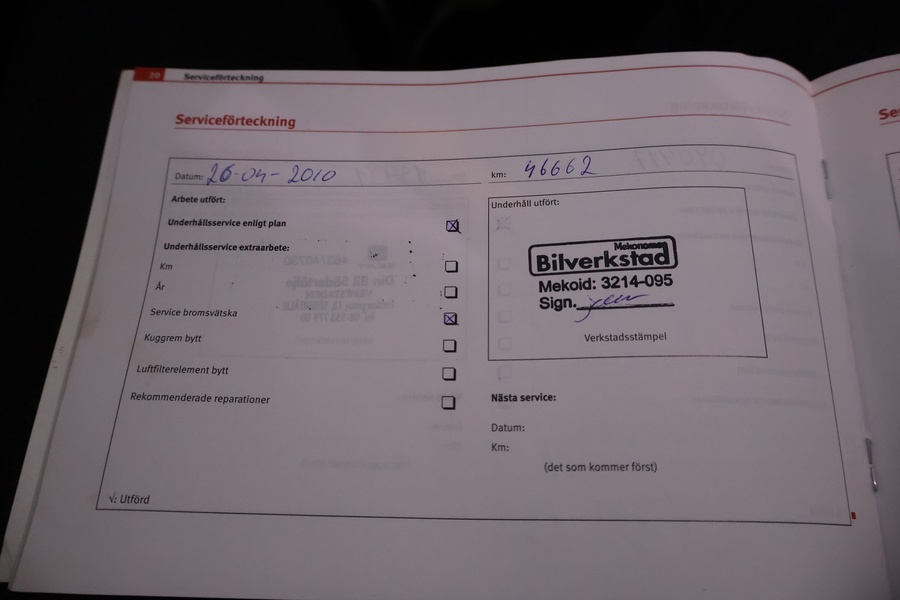 20 Serviceförteckning
Serviceförteckning
Datum: 26-04-2010
km: 46662
Arbete utfört:
Underhåll utfört:
Underhållsservice enligt plan
Underhållsservice extraarbete:
Km
År
Service bromsvätska
Kuggrem bytt
Luftfilterelement bytt
Rekommenderade reparationer
Mekonomen
Bilverkstad
Mekoid: 3214-095
Sign.
Verkstadsstämpel
Nästa service:
Datum:
Km:
(det som kommer först)
√: Utförd